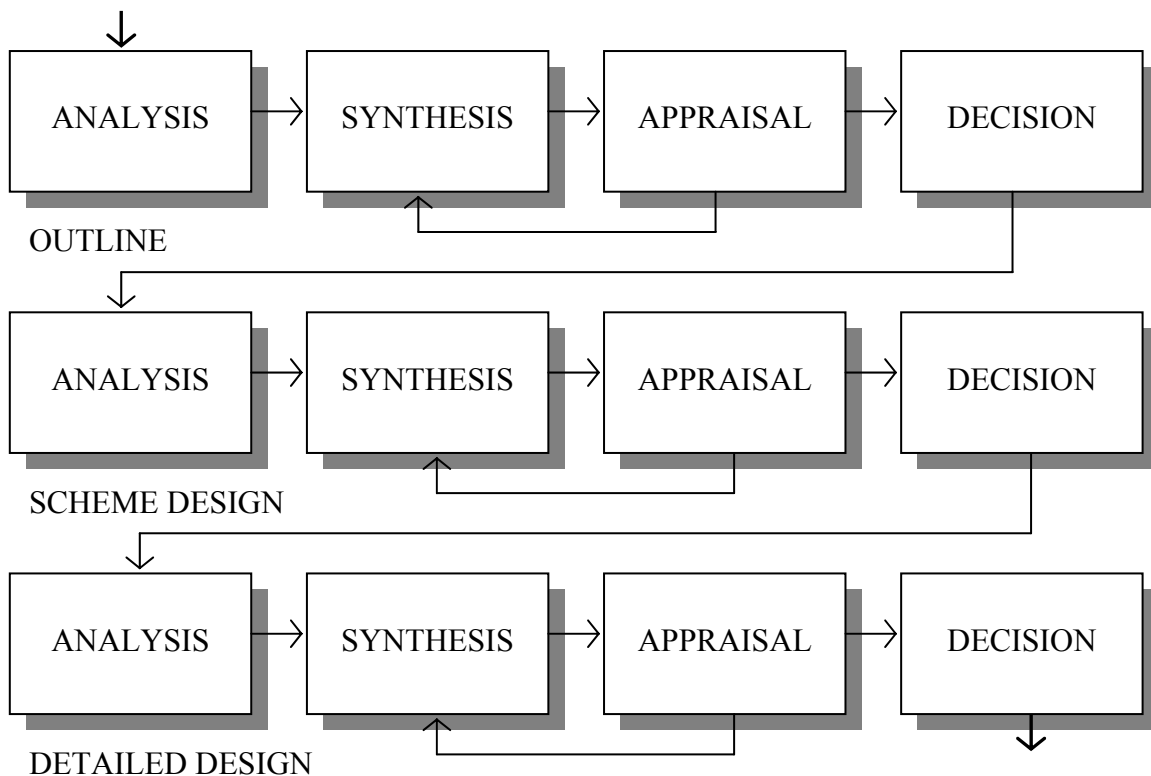 ANALYSIS
SYNTHESIS
APPRAISAL
DECISION
OUTLINE
ANALYSIS
SYNTHESIS
APPRAISAL
DECISION
SCHEME DESIGN
ANALYSIS
SYNTHESIS
APPRAISAL
DECISION
DETAILED DESIGN